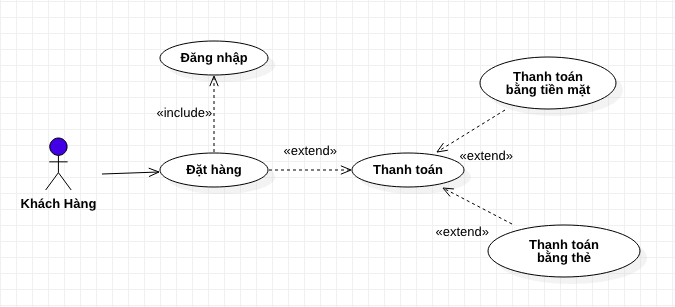 Đăng nhập
Thanh toán
bằng tiền mặt
«include»
«extend»
«extend»
Đặt hàng
Thanh toán
Khách Hàng
«extend»
Thanh toán
bằng thẻ